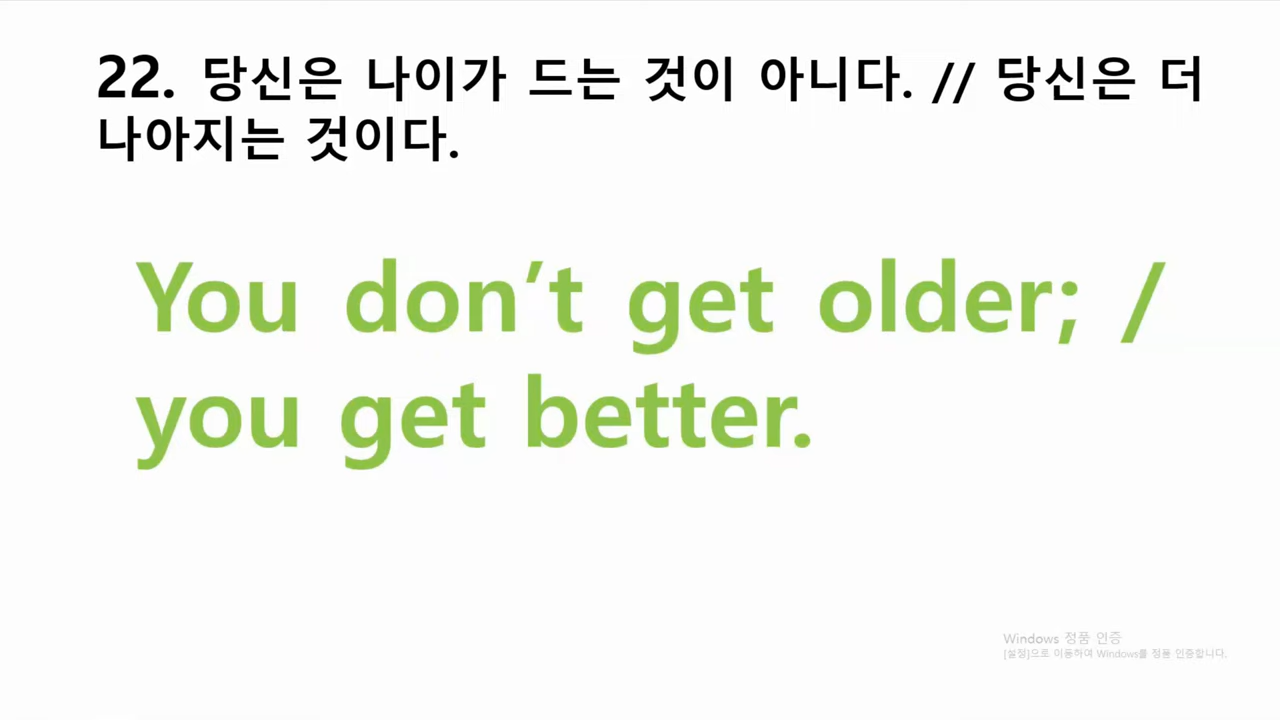 22. 당신은 나이가 드는 것이 아니다. // 당신은 더
나아지는 것이다.
You don’t get older; /
you get better.
Windows 정품 인증
[설정]으로 이동하여 Windows를 정품 인증합니다.